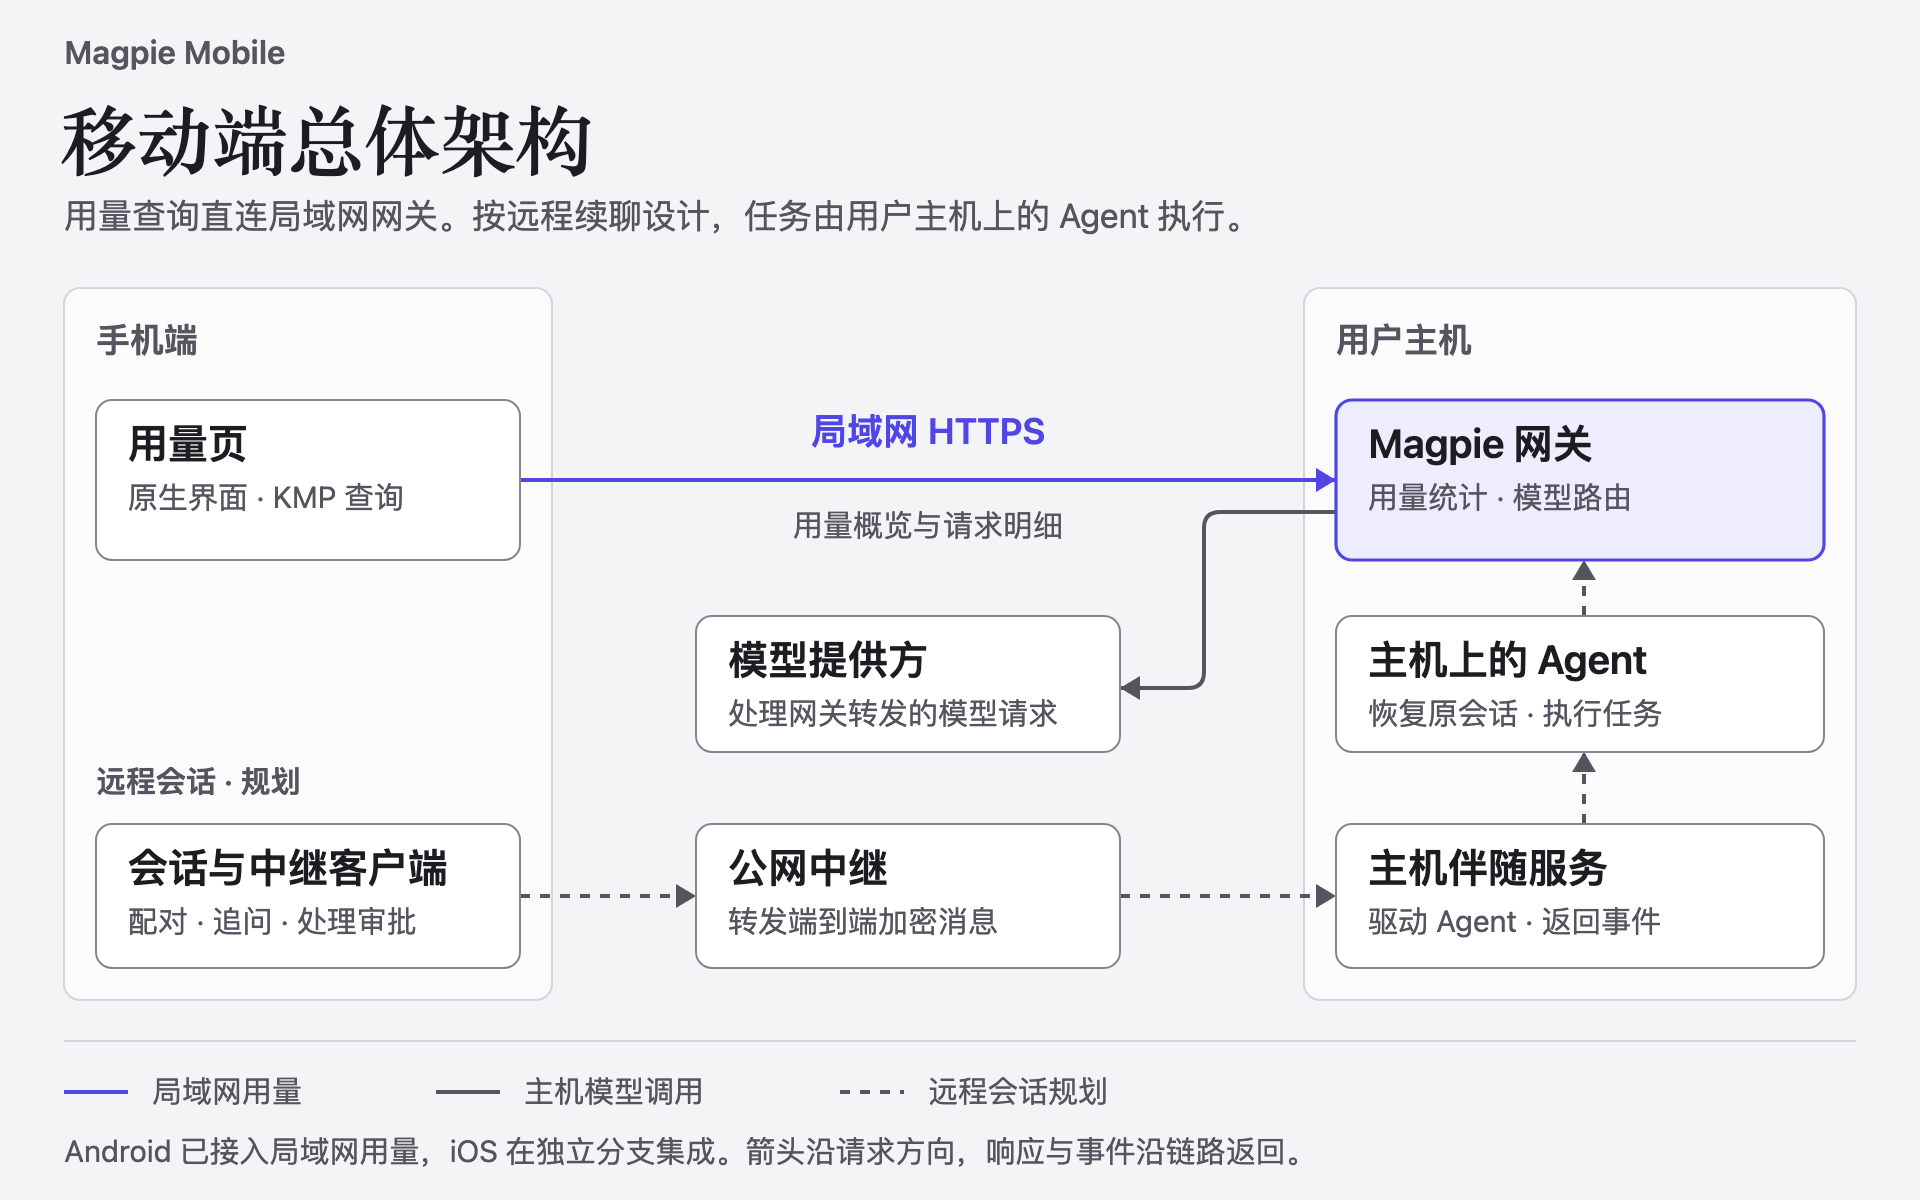 Magpie Mobile
移动端总体架构
用量查询直连局域网网关。按远程续聊设计，任务由用户主机上的 Agent 执行。
手机端
用量页
原生界面 · KMP 查询
局域网 HTTPS
用量概览与请求明细
用户主机
Magpie 网关
用量统计 · 模型路由
模型提供方
处理网关转发的模型请求
主机上的 Agent
恢复原会话 · 执行任务
远程会话 · 规划
会话与中继客户端
配对 · 追问 · 处理审批
公网中继
转发端到端加密消息
主机伴随服务
驱动 Agent · 返回事件
局域网用量
主机模型调用
远程会话规划
Android 已接入局域网用量，iOS 在独立分支集成。箭头沿请求方向，响应与事件沿链路返回。